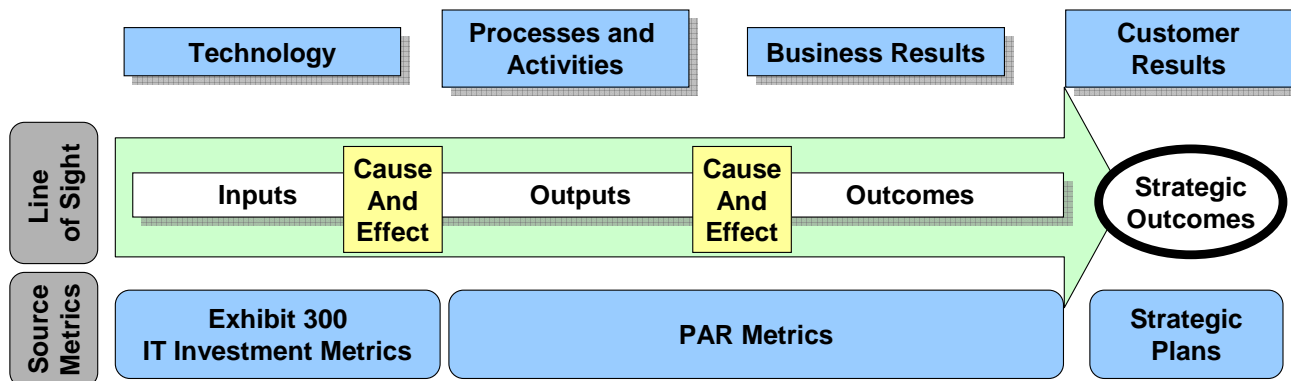 Technology
Processes and
Activities
Business Results
Customer
Results
Line
of Sight
Inputs
Cause
And
Effect
Outputs
Cause
And
Effect
Outcomes
Strategic
Outcomes
Source
Metrics
Exhibit 300
IT Investment Metrics
PAR Metrics
Strategic
Plans